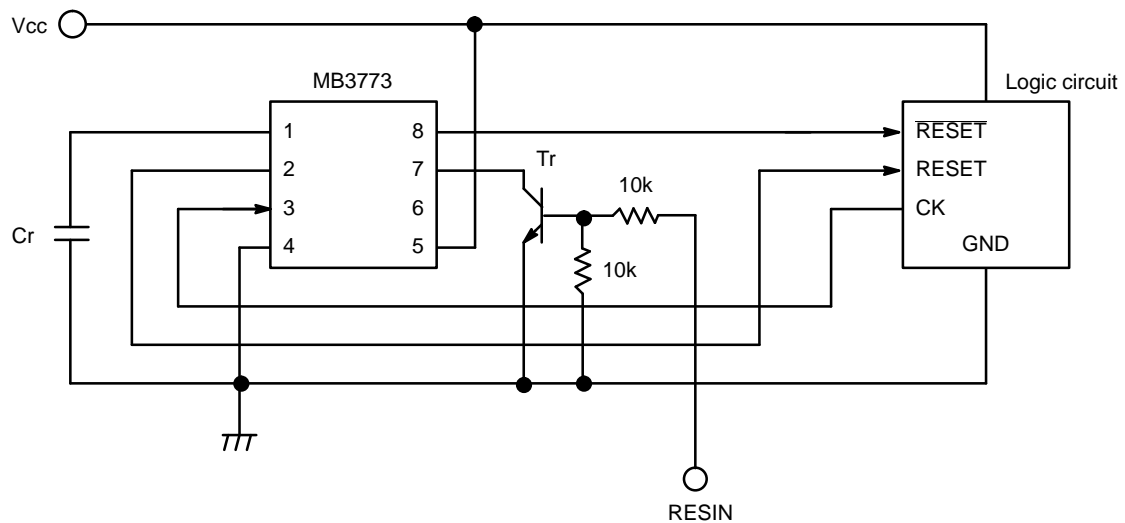 Vcc
MB3773
Logic circuit
1 8 RESET
Tr
2 7 RESET
10k
3 6 CK
Cr
4 5 GND
10k
RESIN